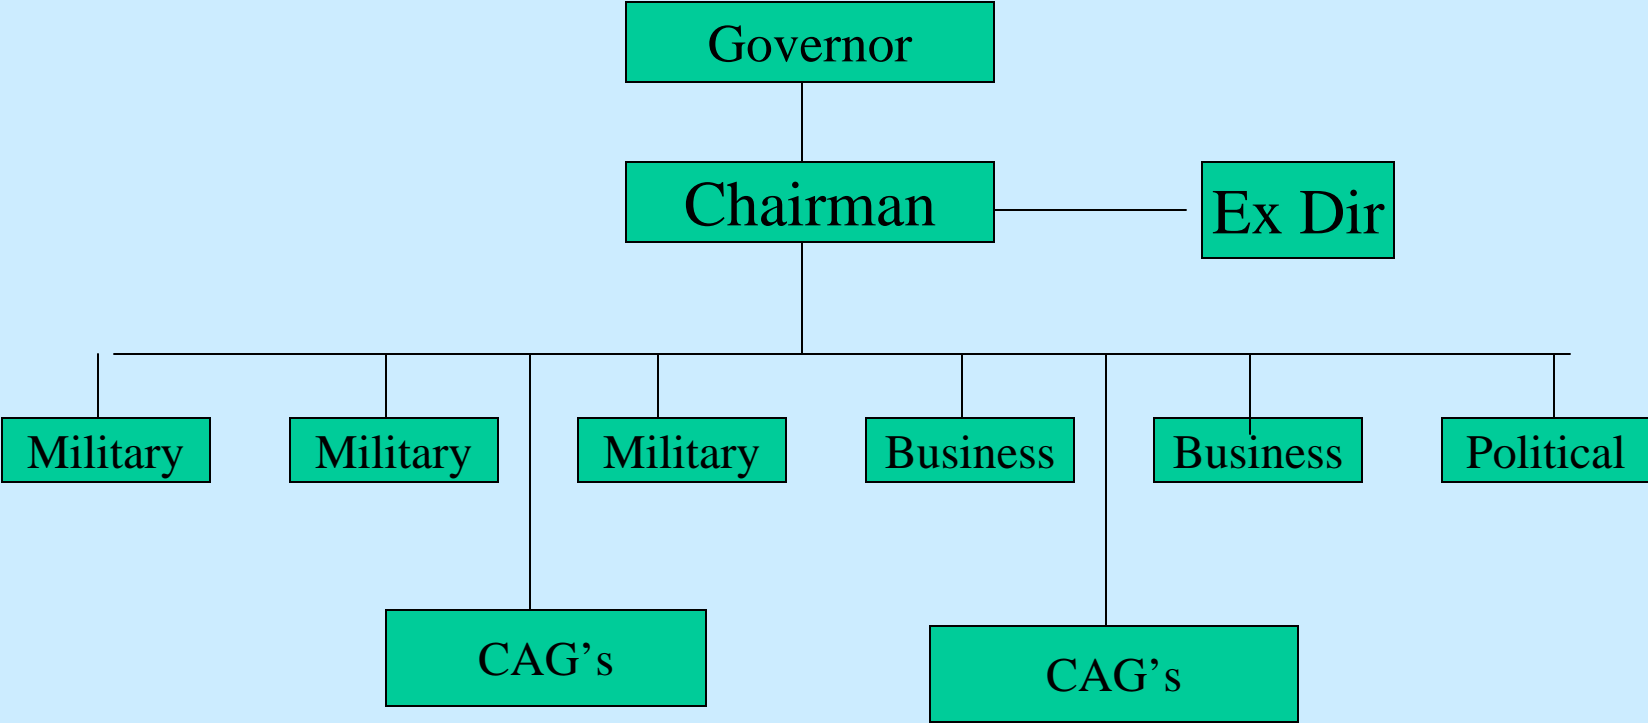 Governor
Chairman
Ex Dir
Military
Military
Military
Business
Business
Political
CAG’s
CAG’s